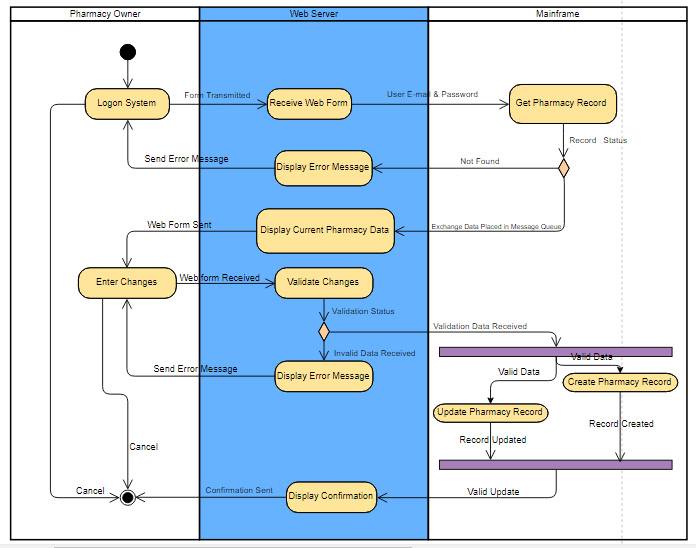 Pharmacy Owner
Web Server
Mainframe
Logon System
Form Transmitted
Receive Web Form
User E-mail & Password
Get Pharmacy Record
Record Status
Send Error Message
Display Error Message
Not Found
Web Form Sent
Display Current Pharmacy Data
Exchange Data Placed in Message Queue
Enter Changes
Web form Received
Validate Changes
Validation Status
Validation Data Received
Invalid Data Received
Send Error Message
Display Error Message
Valid Data
Valid Data
Create Pharmacy Record
Update Pharmacy Record
Record Created
Record Updated
Cancel
Cancel
Confirmation Sent
Display Confirmation
Valid Update